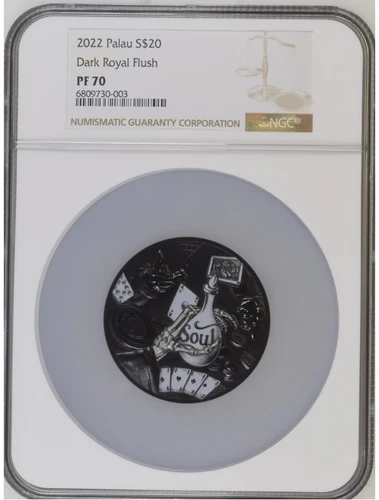 2022 Palau S$20
Dark Royal Flush
PF 70
6809730-003
NUMISMATIC GUARANTY CORPORATION
NGC
Soul